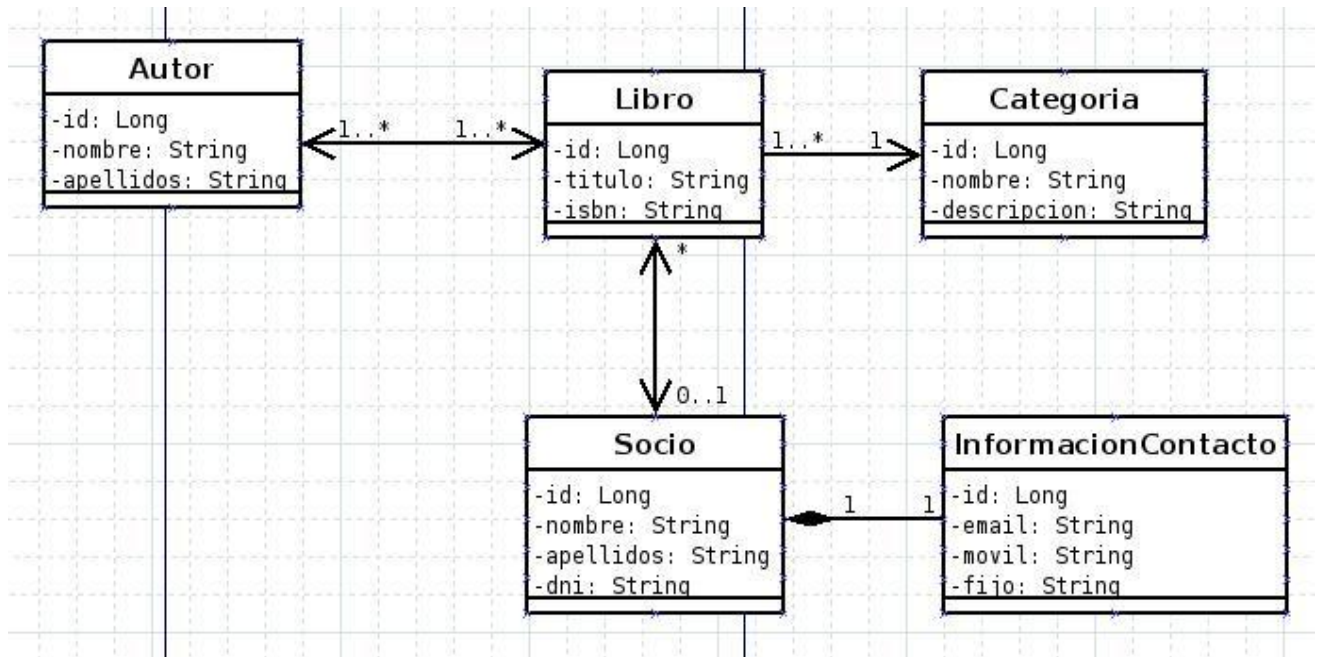 Autor
-id: Long
-nombre: String
-apellidos: String
1..* 1..*
Libro
-id: Long
-titulo: String
-isbn: String
1..* 1
Categoria
-id: Long
-nombre: String
-descripcion: String
*
0..1
Socio
-id: Long
-nombre: String
-apellidos: String
-dni: String
1 1
InformacionContacto
-id: Long
-email: String
-movil: String
-fijo: String